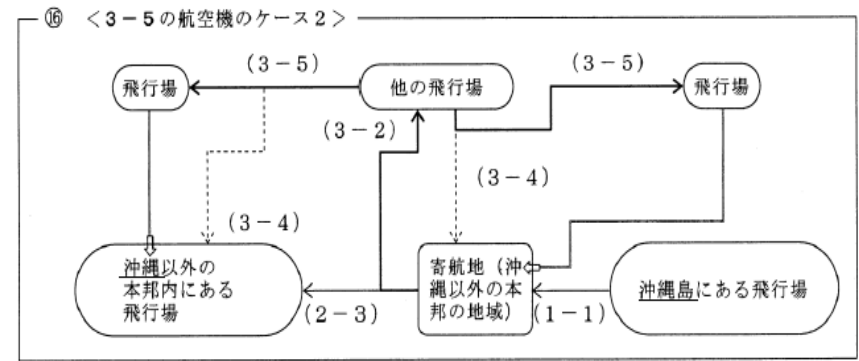 ⑯ <3-5の航空機のケース2>
(3-5)
(3-5)
飛行場
他の飛行場
飛行場
(3-2)
(3-4)
(3-4)
沖縄以外の
本邦内にある
飛行場
寄航地(沖
縄以外の本
邦の地域)
沖縄島にある飛行場
(2-3)
(1-1)